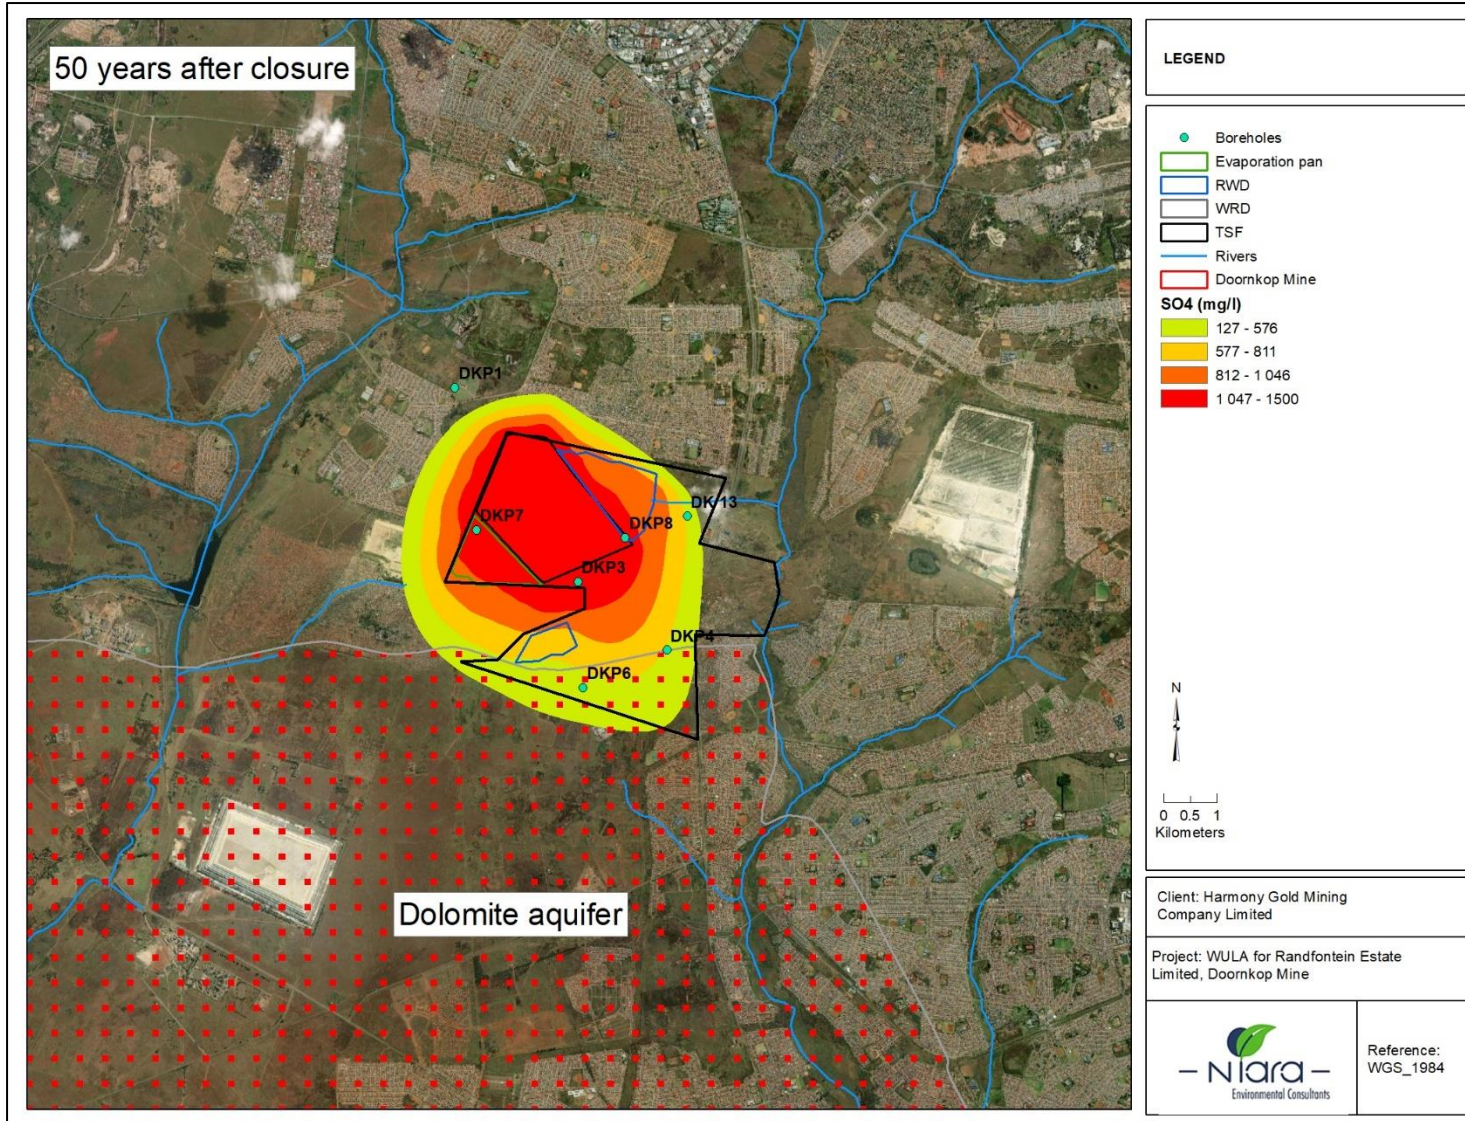 50 years after closure
DKP1
DK 13
DKP7
DKP8
DKP3
DKP4
DKP6
Dolomite aquifer
LEGEND
Boreholes
Evaporation pan
RWD
WRD
TSF
Rivers
Doornkop Mine
SO4 (mg/l)
127 - 576
577 - 811
812 - 1 046
1 047 - 1500
N
0 0.5 1
Kilometers
Client: Harmony Gold Mining
Company Limited
Project: WULA for Randfontein Estate
Limited, Doornkop Mine
– Niara –
Environmental Consultants
Reference:
WGS_1984